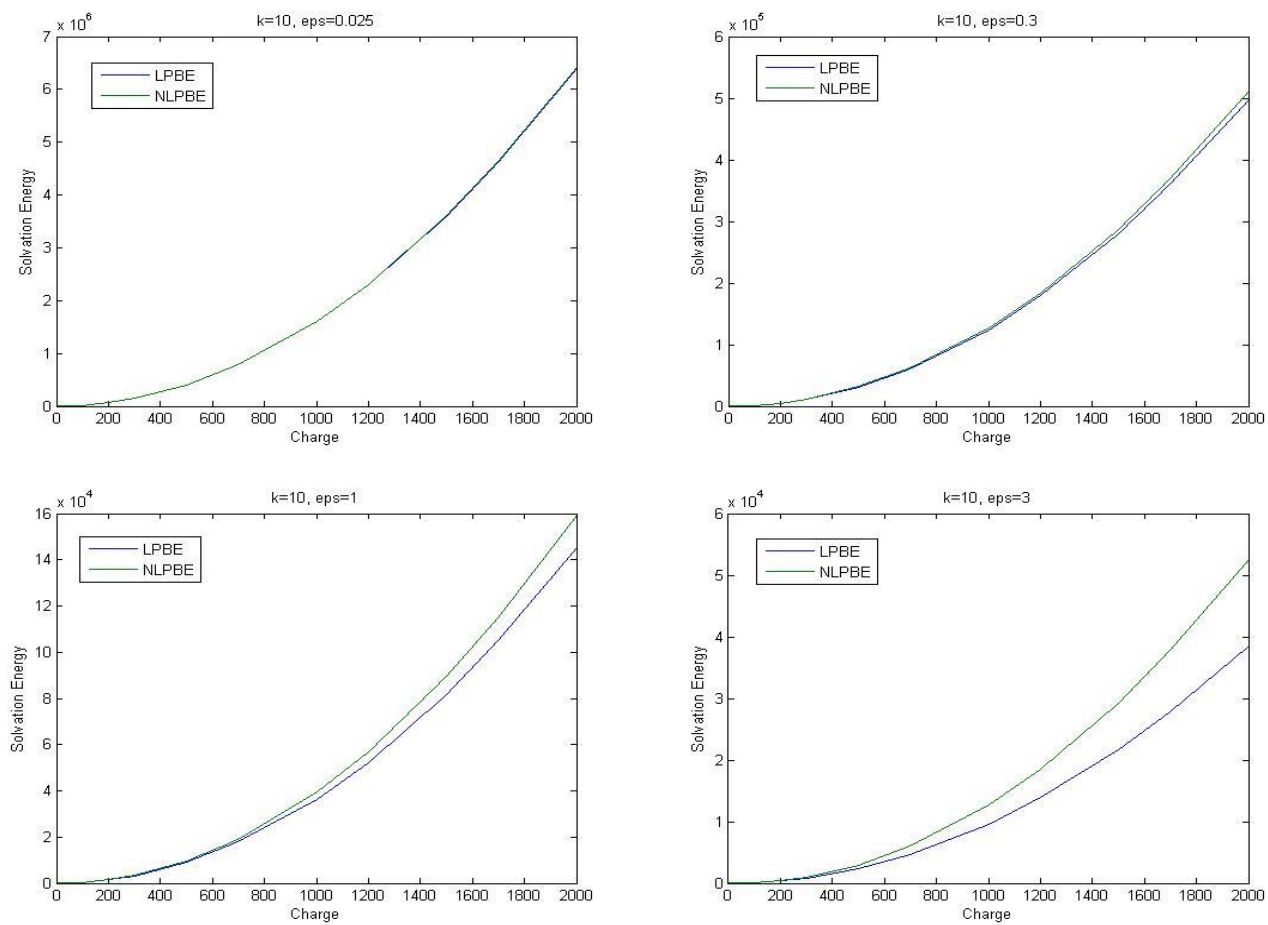 k=10, eps=0.025
x 10^6
7
6
5
4
3
2
1
0
Solvation Energy
LPBE
NLPBE
0 200 400 600 800 1000 1200 1400 1600 1800 2000
Charge
k=10, eps=0.3
x 10^5
6
5
4
3
2
1
0
Solvation Energy
LPBE
NLPBE
0 200 400 600 800 1000 1200 1400 1600 1800 2000
Charge
k=10, eps=1
x 10^4
16
14
12
10
8
6
4
2
0
Solvation Energy
LPBE
NLPBE
0 200 400 600 800 1000 1200 1400 1600 1800 2000
Charge
k=10, eps=3
x 10^4
6
5
4
3
2
1
0
Solvation Energy
LPBE
NLPBE
0 200 400 600 800 1000 1200 1400 1600 1800 2000
Charge